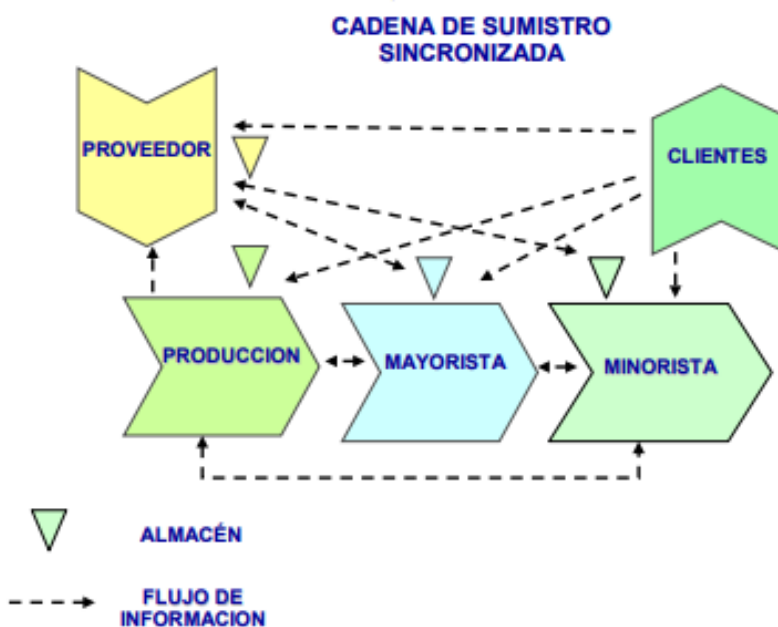 CADENA DE SUMISTRO
SINCRONIZADA
PROVEEDOR
CLIENTES
PRODUCCION
MAYORISTA
MINORISTA
ALMACÉN
FLUJO DE
INFORMACION